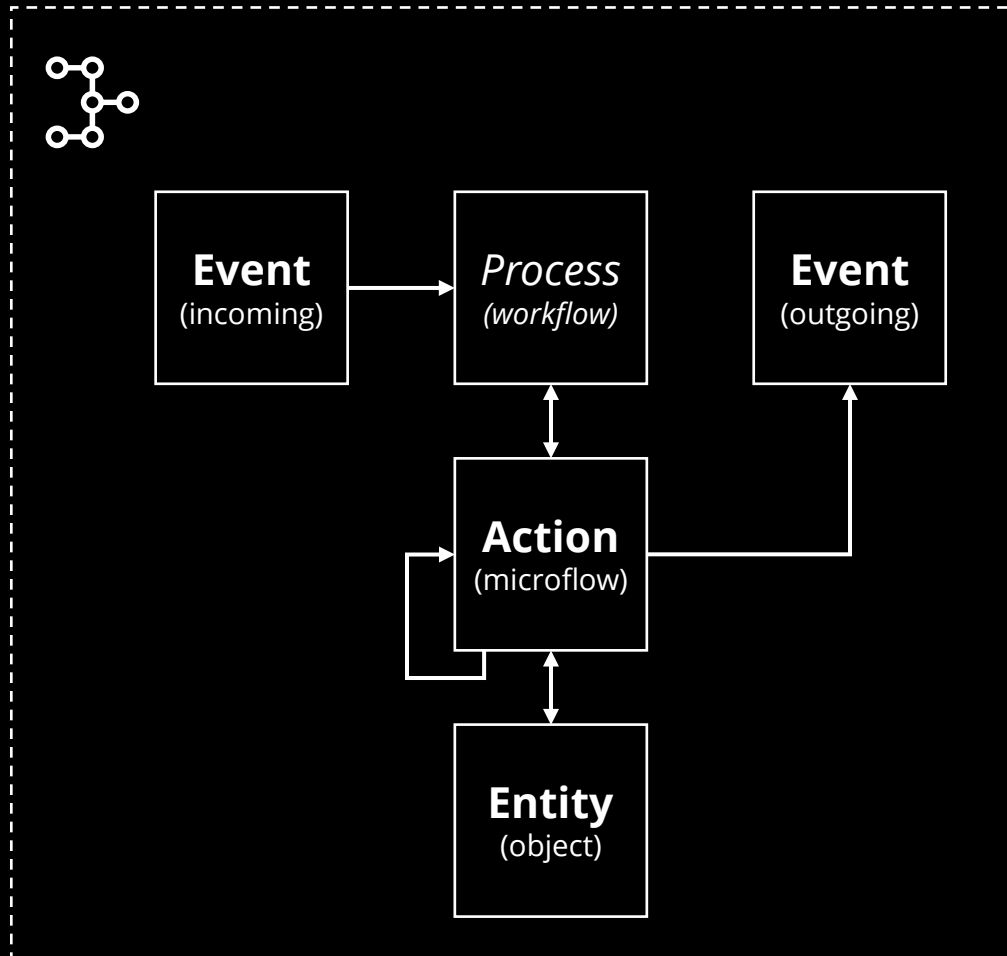 Event
(incoming)
Process
(workflow)
Event
(outgoing)
Action
(microflow)
Entity
(object)